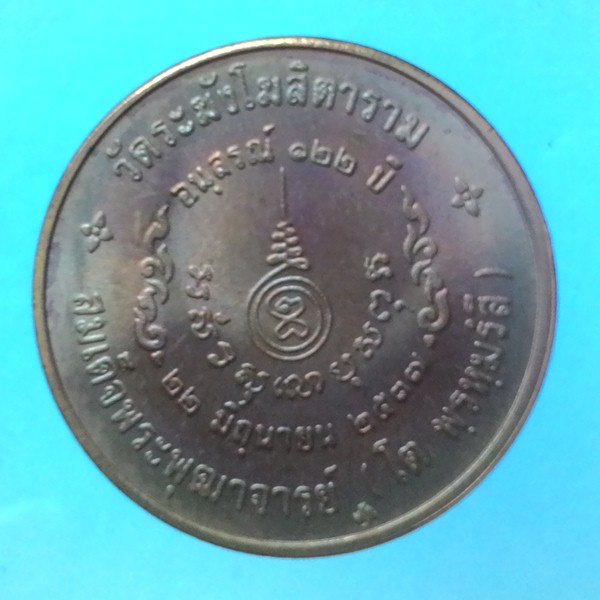 วัดระฆังโฆสิตาราม
อนุสรณ์ ๑๒๒ ปี
๒๒ มิถุนายน ๒๕๓๗
สมเด็จพระพุฒาจารย์ (โต พฺรหฺมรังสี)